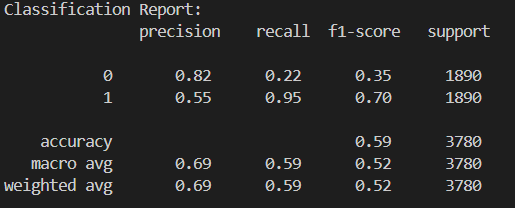 Classification Report:
precision recall f1-score support
0 0.82 0.22 0.35 1890
1 0.55 0.95 0.70 1890
accuracy 0.59 3780
macro avg 0.69 0.59 0.52 3780
weighted avg 0.69 0.59 0.52 3780